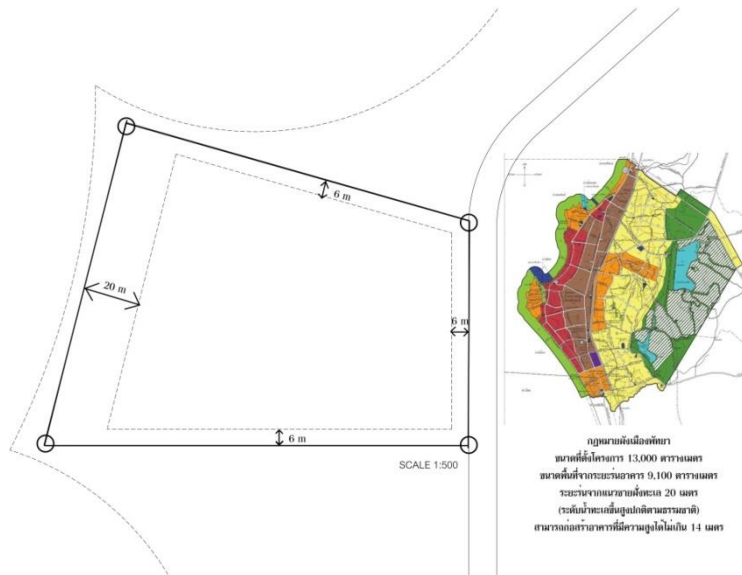 6 m
20 m
6 m
6 m
SCALE 1:500
กฎหมายผังเมืองพัทยา
ขนาดที่ตั้งโครงการ 13,000 ตารางเมตร
ขนาดพื้นที่จากระยะร่นอาคาร 9,100 ตารางเมตร
ระยะร่นจากแนวชายฝั่งทะเล 20 เมตร
(ระดับน้ำทะเลขึ้นสูงปกติตามธรรมชาติ)
สามารถก่อสร้าอาคารที่มีความสูงได้ไม่เกิน 14 เมตร